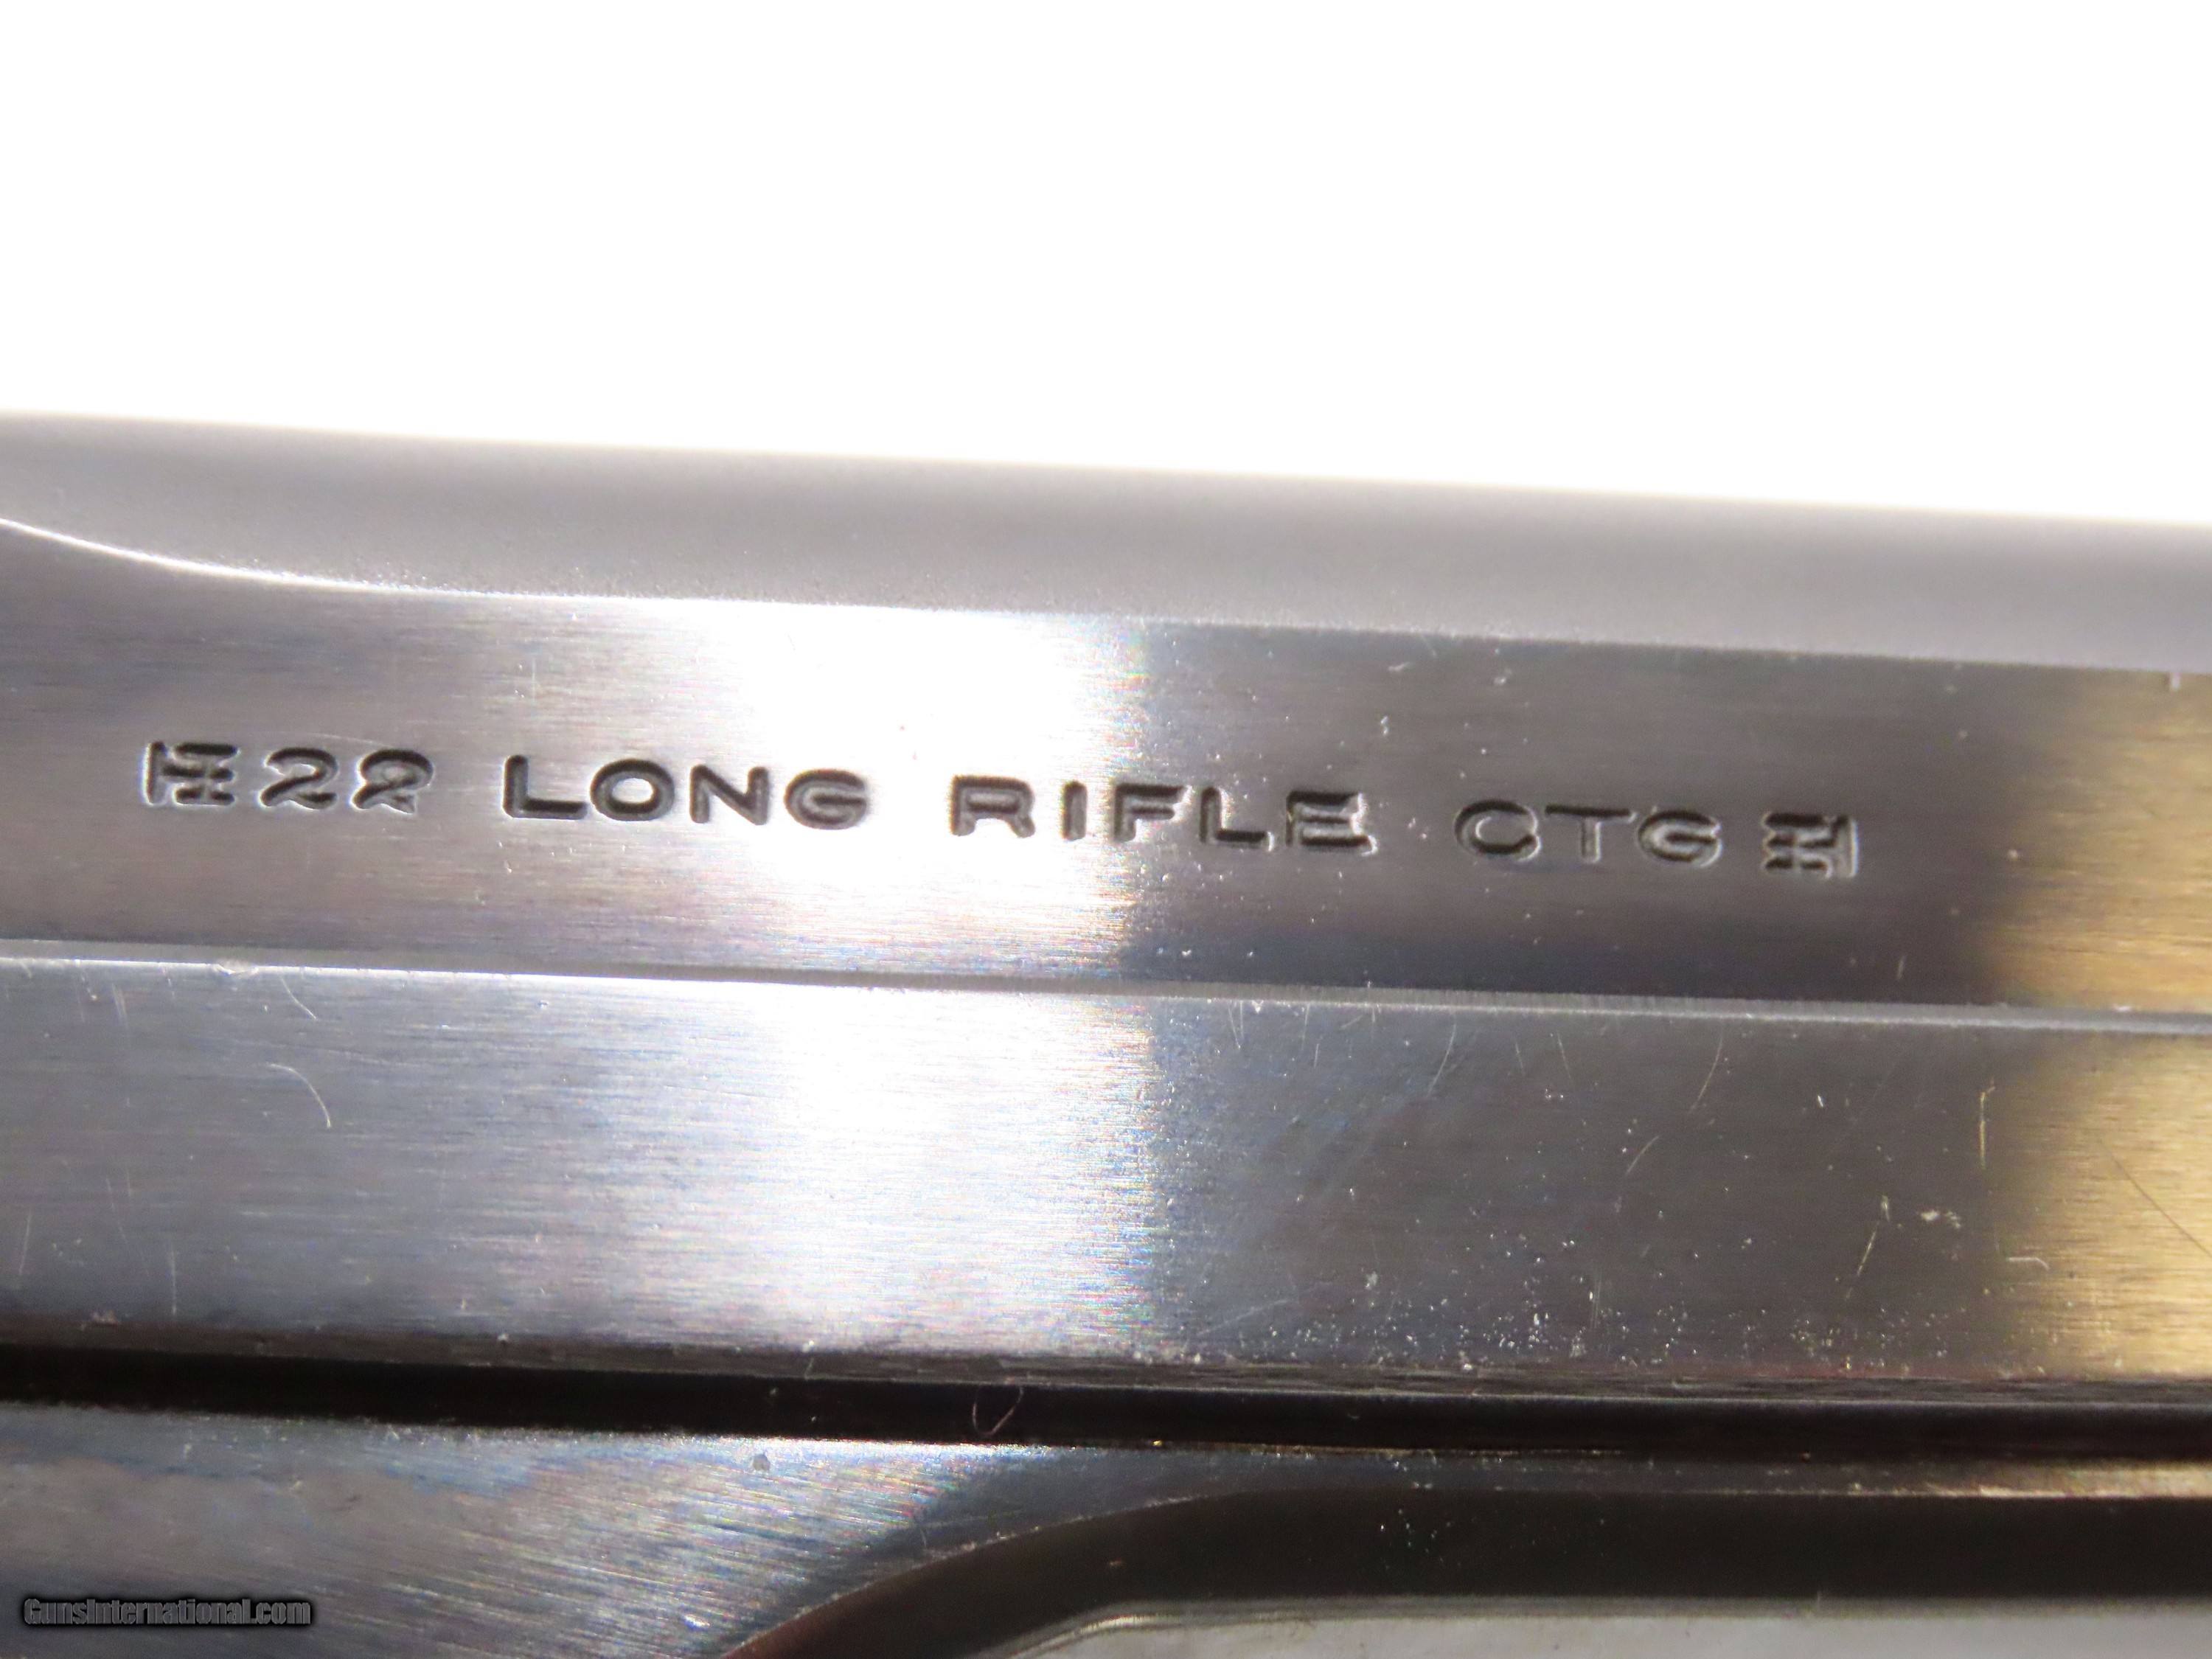 22 LONG RIFLE CTG
GunsInternational.com